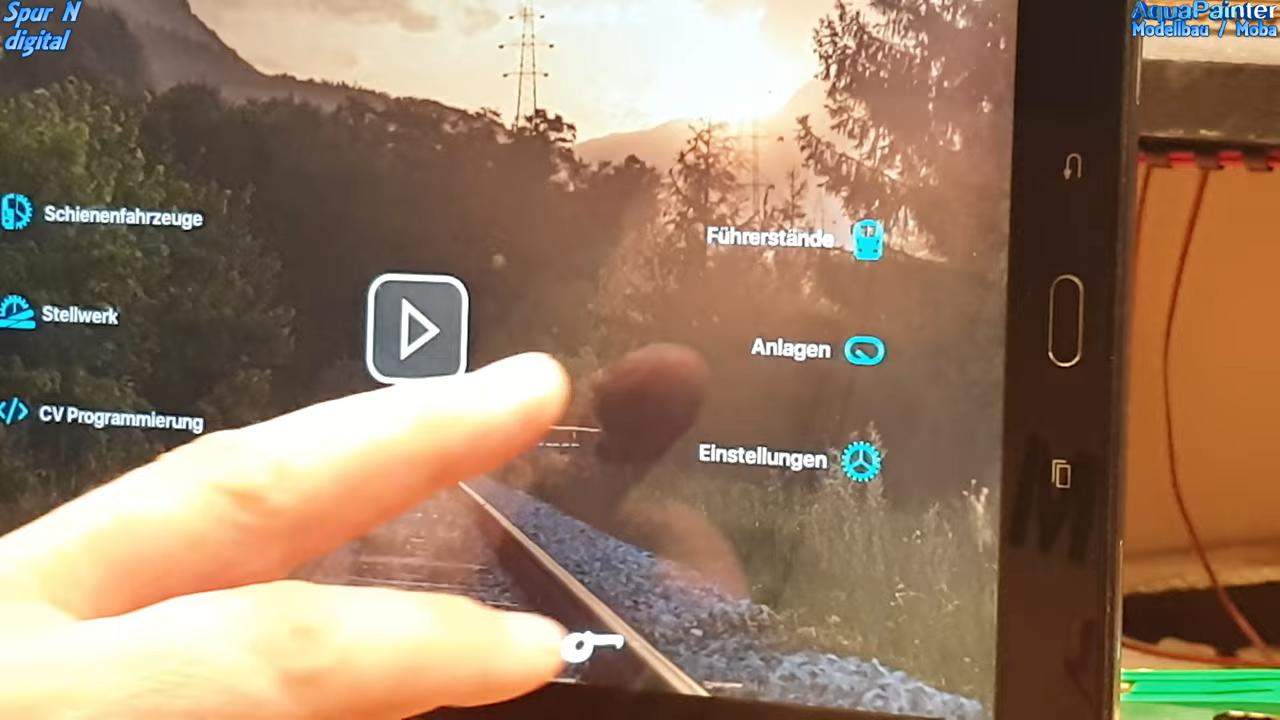 Spur N
digital
AquaPainter
Modellbau / Moba
Schienenfahrzeuge
Stellwerk
CV Programmierung
Führerstände
Anlagen
Einstellungen